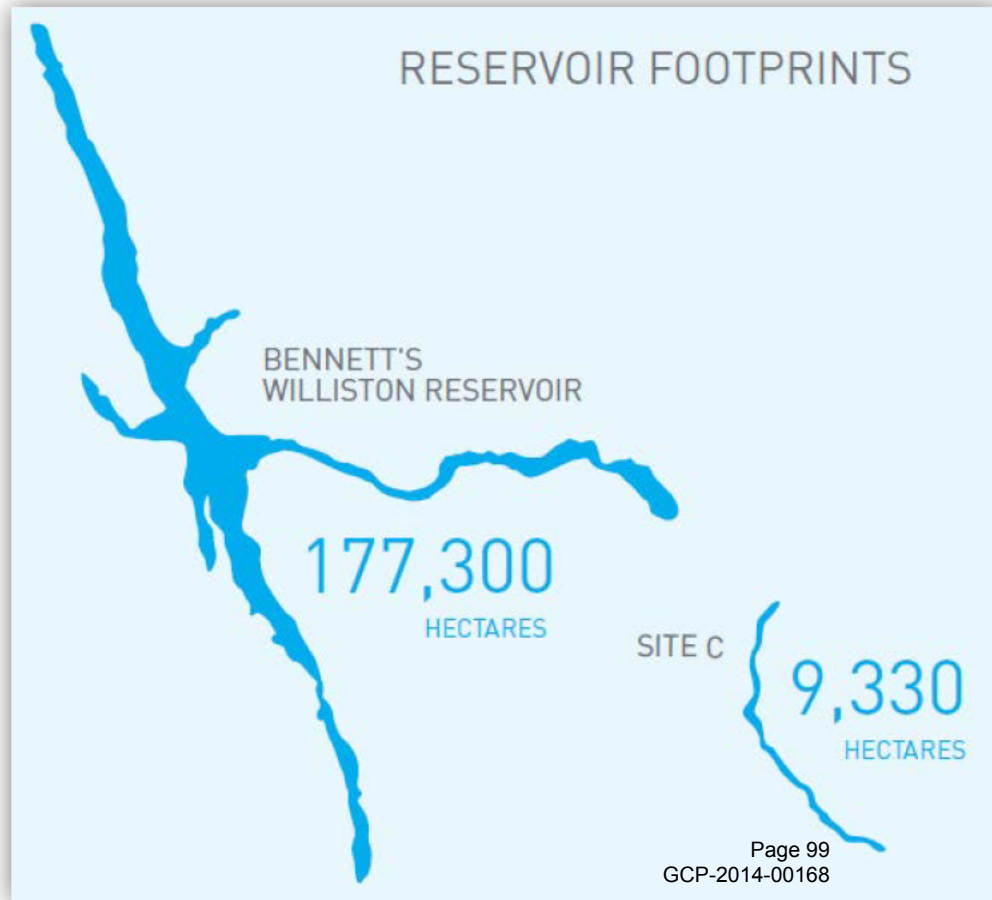 RESERVOIR FOOTPRINTS
BENNETT'S
WILLISTON RESERVOIR
177,300
HECTARES
SITE C
9,330
HECTARES
Page 99
GCP-2014-00168